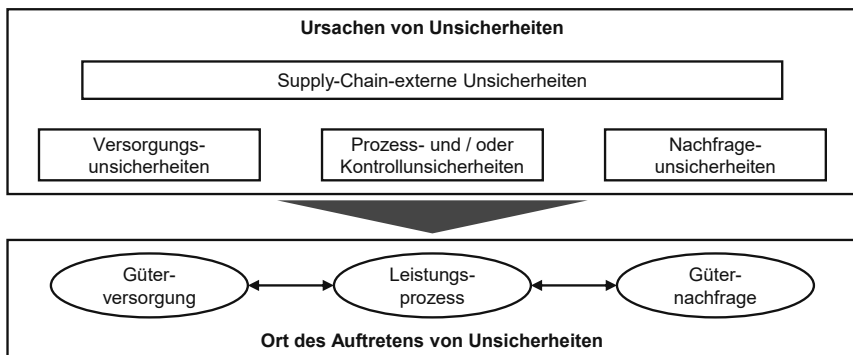 Ursachen von Unsicherheiten
Supply-Chain-externe Unsicherheiten
Versorgungs-
unsicherheiten
Prozess- und / oder
Kontrollunsicherheiten
Nachfrage-
unsicherheiten
Güter-
versorgung
Leistungs-
prozess
Güter-
nachfrage
Ort des Auftretens von Unsicherheiten